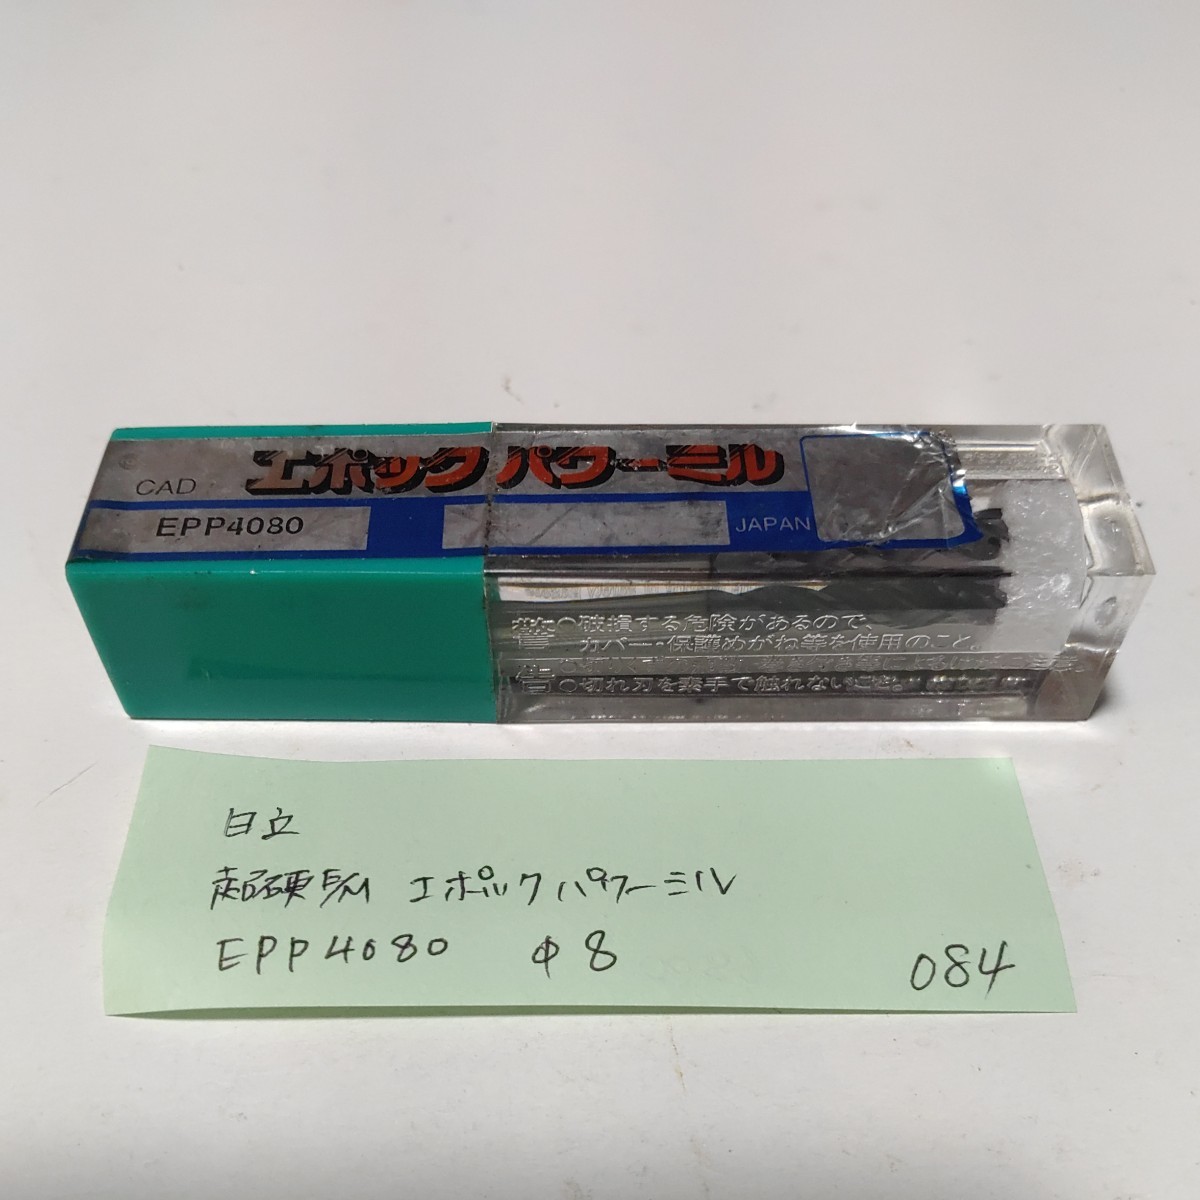 CAD エポックパワーミル
EPP4080
JAPAN
警告
○破損する危険があるので、
カバー・保護めがね等を使用のこと。
○切れ刃を素手で触れないこと。
日立
超硬 エポックパワーミル
EPP4080 φ8
084